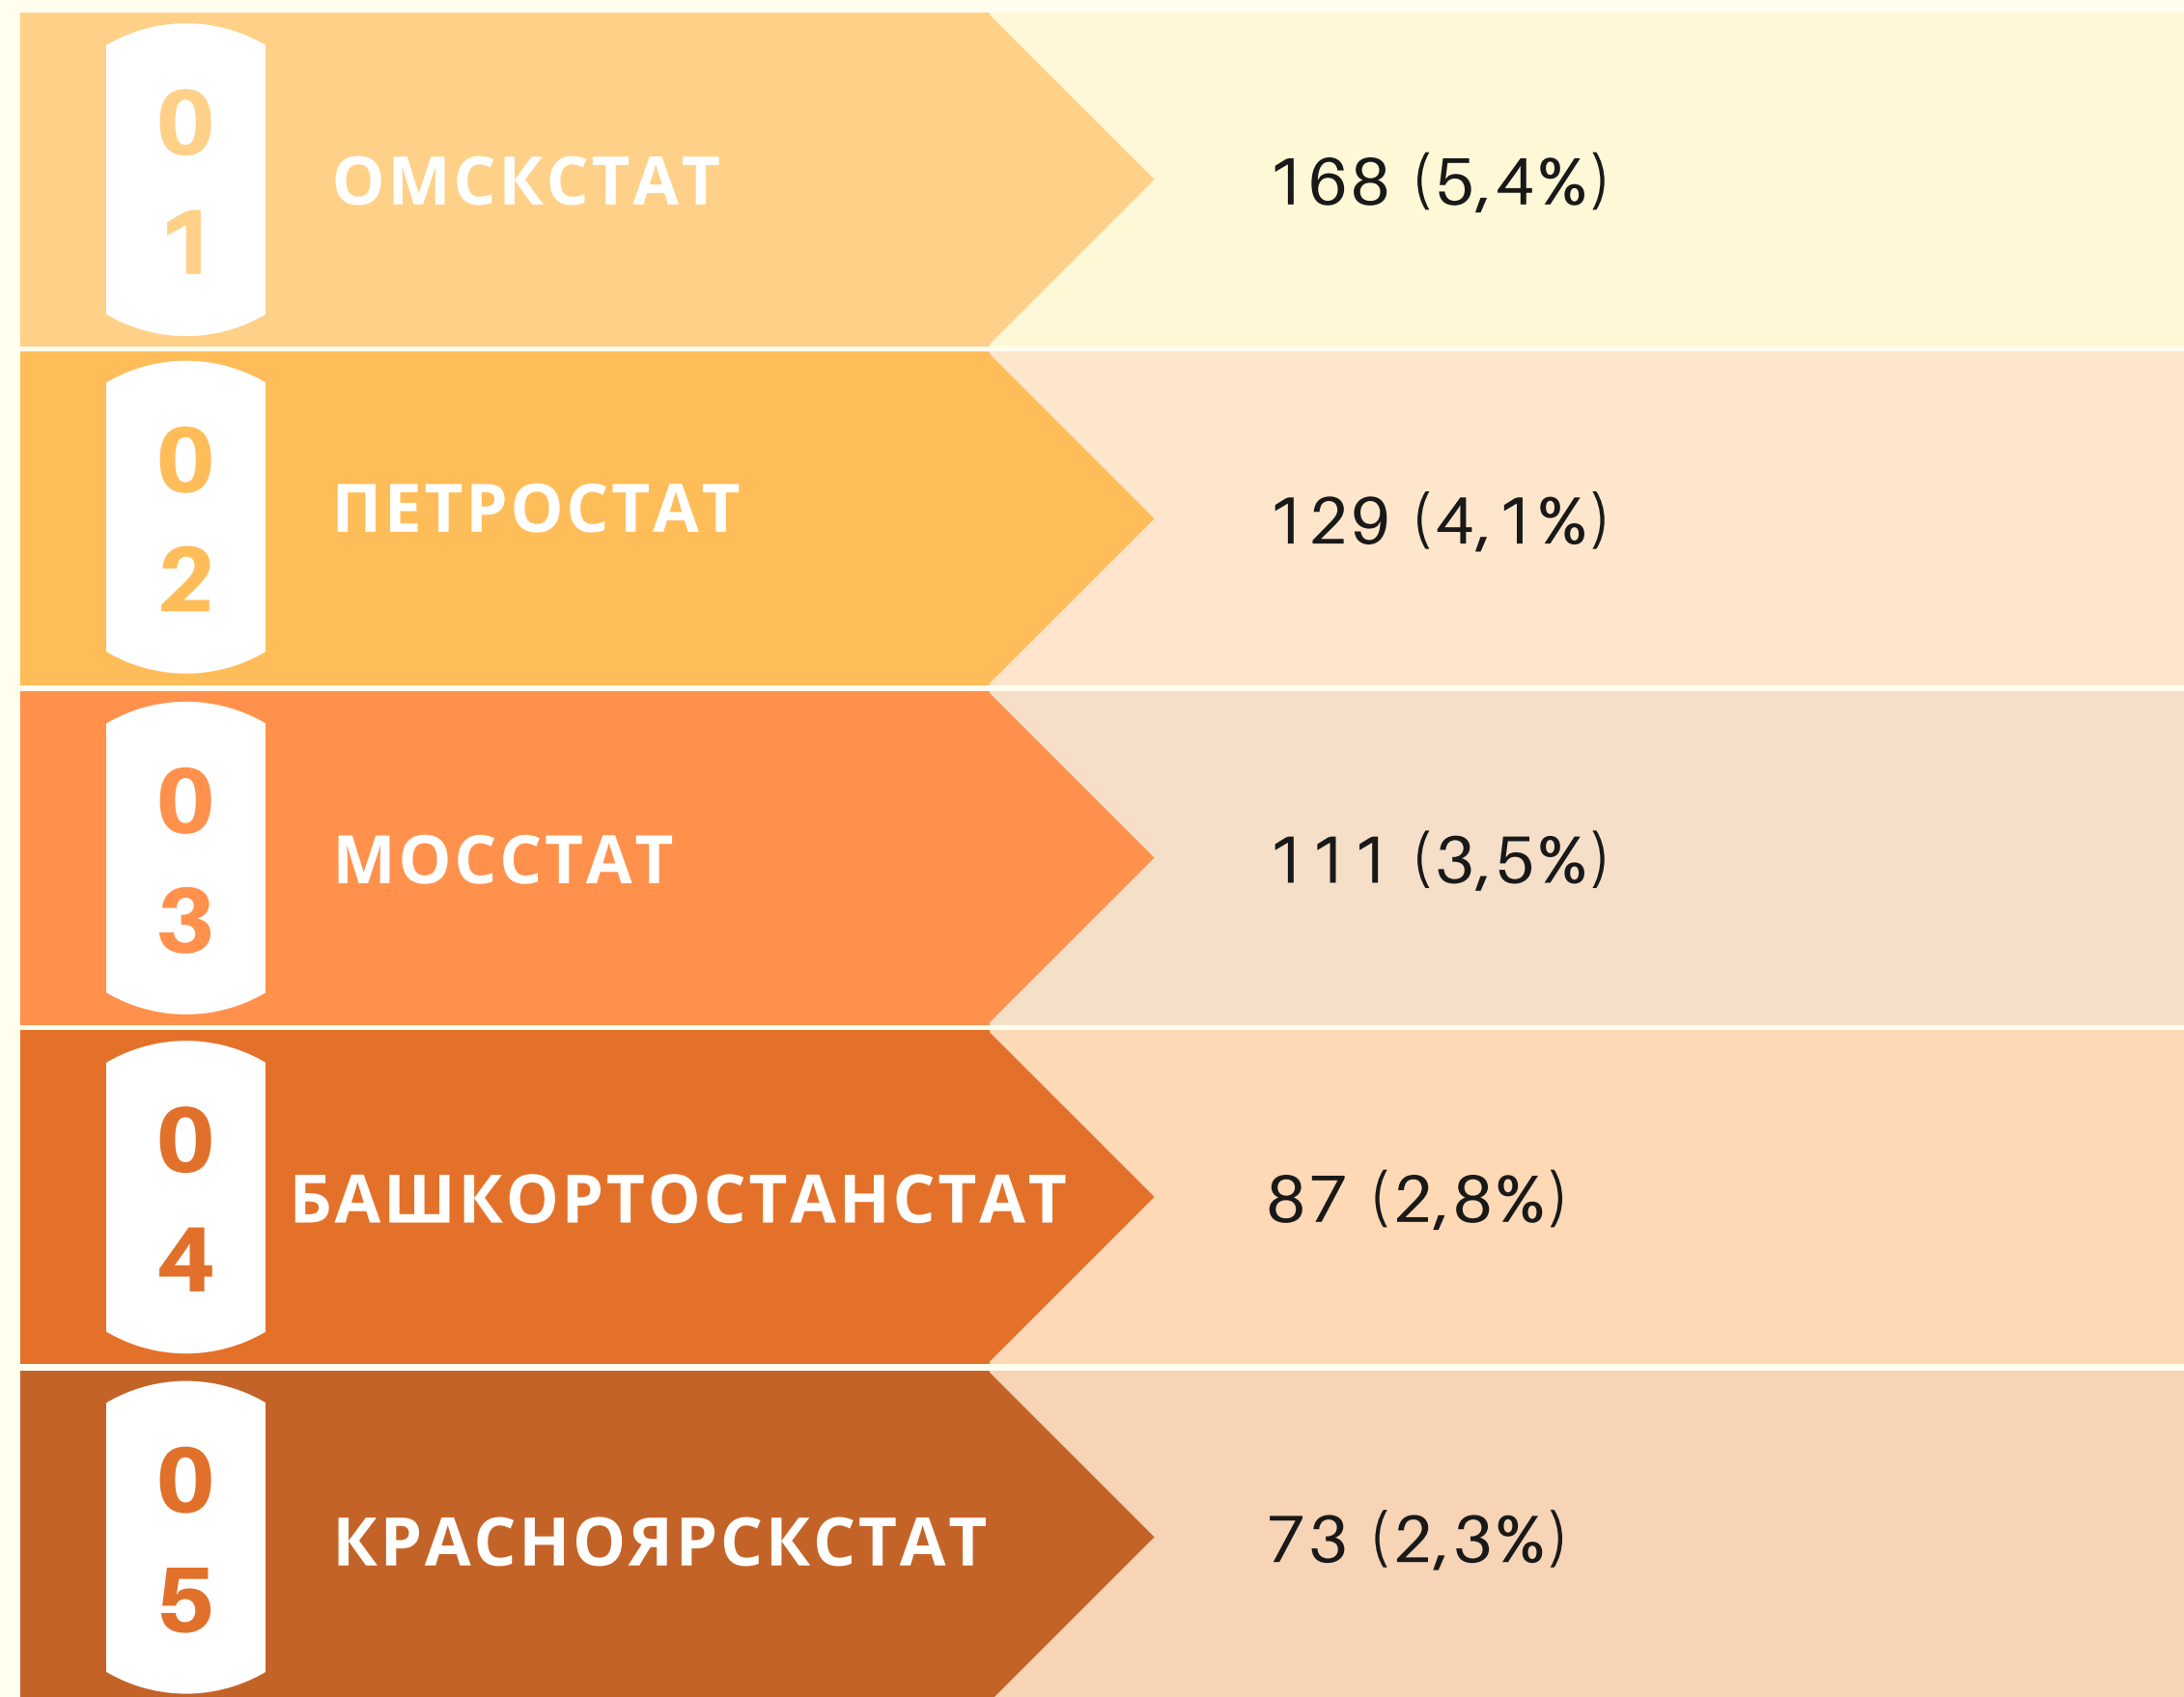 01
ОМСКСТАТ
168 (5,4%)
02
ПЕТРОСТАТ
129 (4,1%)
03
МОССТАТ
111 (3,5%)
04
БАШКОРТОСТАНСТАТ
87 (2,8%)
05
КРАСНОЯРСКСТАТ
73 (2,3%)